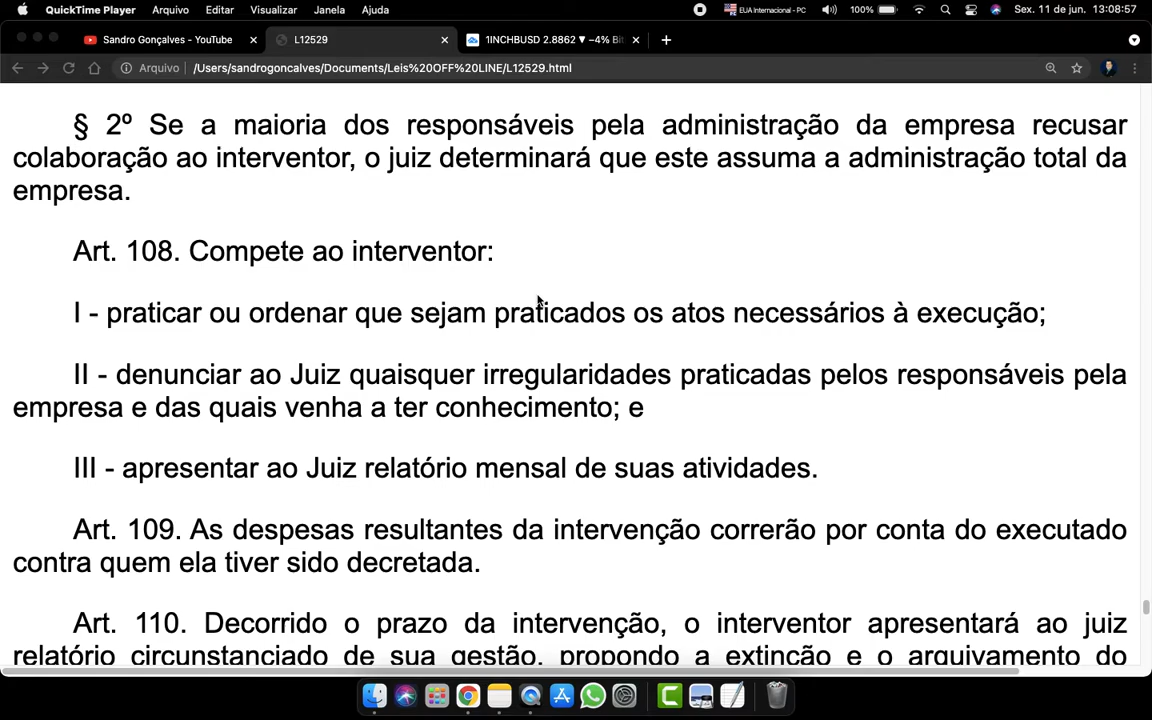 QuickTime Player Arquivo Editar Visualizar Janela Ajuda EUA Internacional - PC 100% Sex. 11 de jun. 13:08:57
Sandro Gonçalves - YouTube L12529 1INCHBUSD 2.8862 ▼ −4% Bit
Arquivo /Users/sandrogoncalves/Documents/Leis%20OFF%20LINE/L12529.html
§ 2º Se a maioria dos responsáveis pela administração da empresa recusar
colaboração ao interventor, o juiz determinará que este assuma a administração total da
empresa.
Art. 108. Compete ao interventor:
I - praticar ou ordenar que sejam praticados os atos necessários à execução;
II - denunciar ao Juiz quaisquer irregularidades praticadas pelos responsáveis pela
empresa e das quais venha a ter conhecimento; e
III - apresentar ao Juiz relatório mensal de suas atividades.
Art. 109. As despesas resultantes da intervenção correrão por conta do executado
contra quem ela tiver sido decretada.
Art. 110. Decorrido o prazo da intervenção, o interventor apresentará ao juiz
relatório circunstanciado de sua gestão, propondo a extinção e o arquivamento do